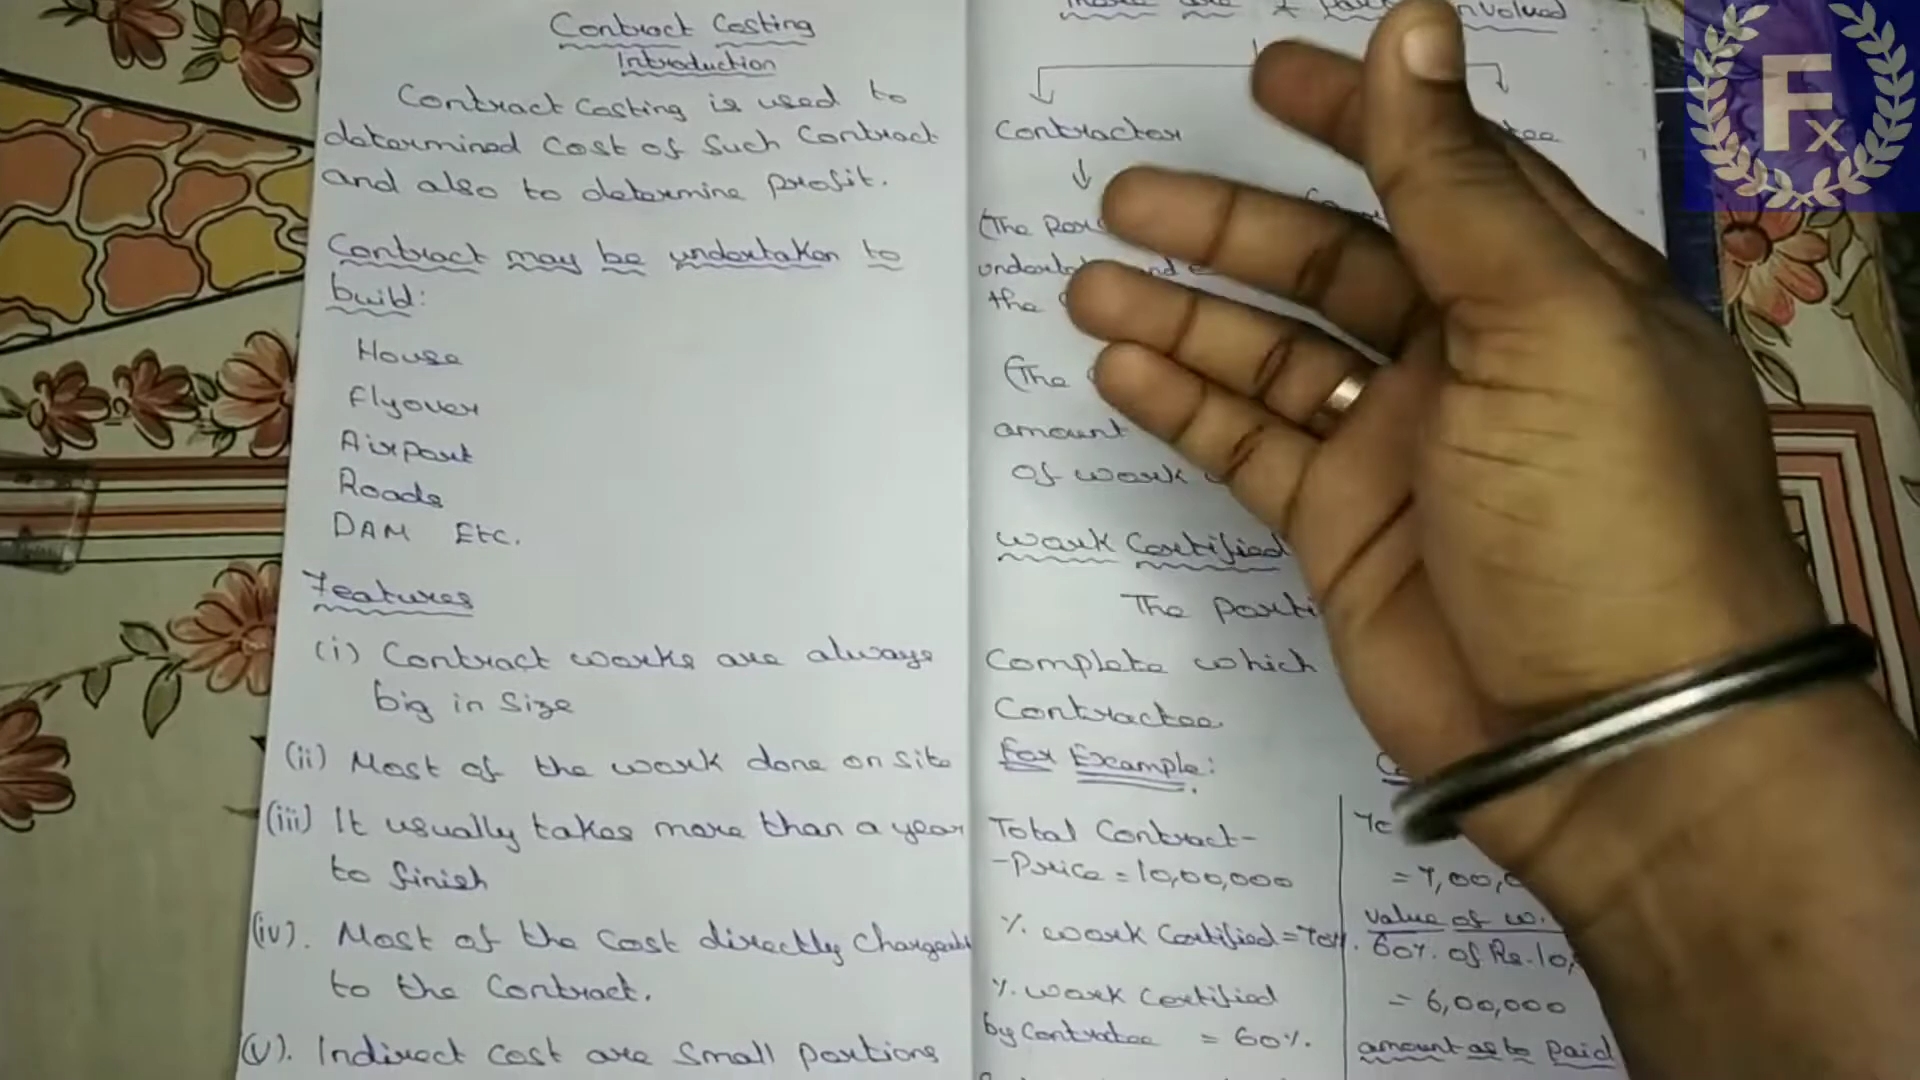 Contract Costing
Introduction
Contract Costing is used to
determined Cost of Such Contract
and also to determine profit.
Contract may be undertaken to
build:
House
Flyover
Airport
Roads
DAM Etc.
Features
(i) Contract works are always
big in Size
(ii) Most of the work done on site
(iii) It usually takes more than a year
to finish
(iv). Most of the Cost directly Chargeable
to the Contract.
(v). Indirect Cost are Small portions
involved
Contractor
(The
the
(The
amount
of work
work Certified
The
Complete which
Contractee.
For Example:
Total Contract-
-Price = 10,00,000
% work Certified = 70%.
% work Certified
by Contractee = 60%.
value of
60% of Rs. 10,
= 6,00,000
amount as to paid
Fx